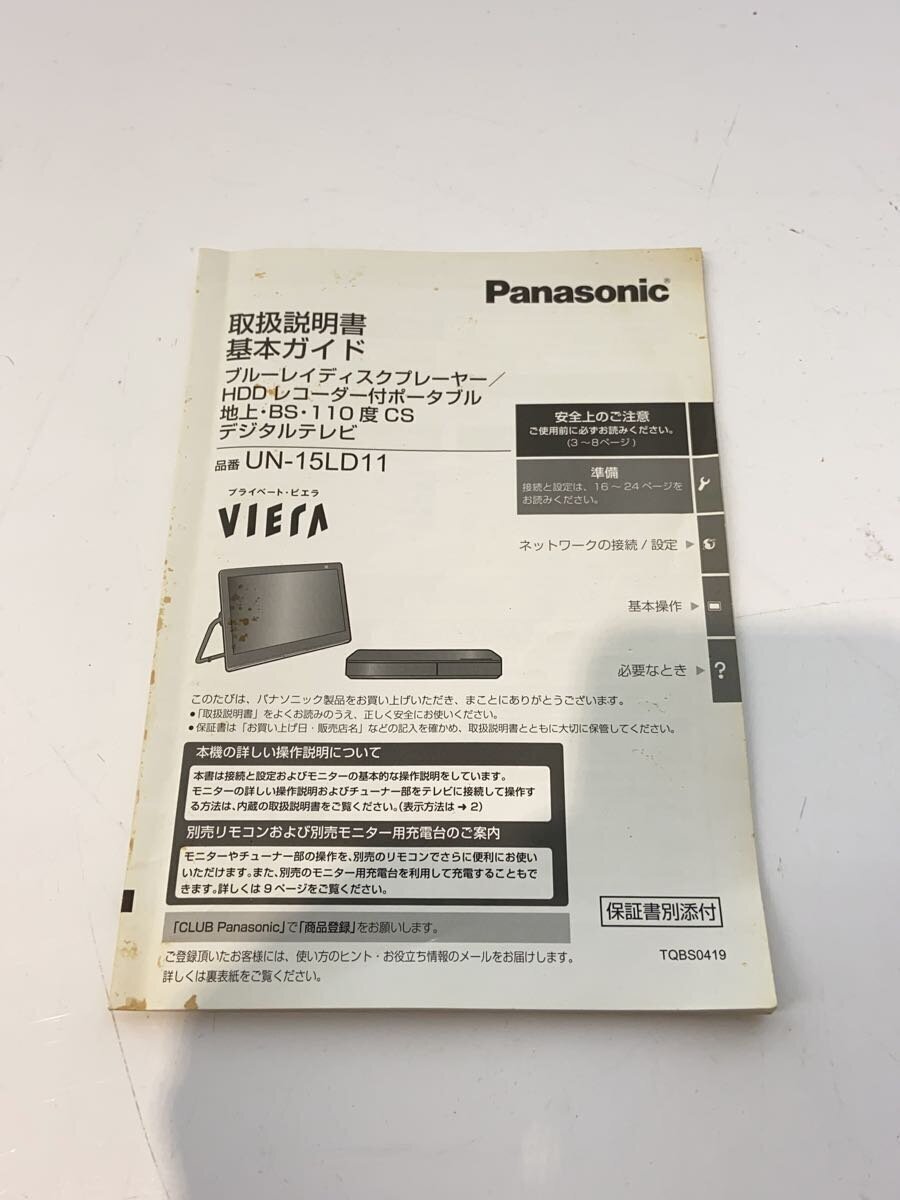 Panasonic®
取扱説明書
基本ガイド
ブルーレイディスクプレーヤー/
HDDレコーダー付ポータブル
地上・BS・110度CS
デジタルテレビ
品番 UN-15LD11
プライベート・ビエラ
VIERA
安全上のご注意
ご使用前に必ずお読みください。
(3～8ページ)
準備
接続と設定は、16～24ページを
お読みください。
ネットワークの接続/設定 ▶
基本操作 ▶
必要なとき ▶ ?
このたびは、パナソニック製品をお買い上げいただき、まことにありがとうございます。
●「取扱説明書」をよくお読みのうえ、正しく安全にお使いください。
●保証書は「お買い上げ日・販売店名」などの記入を確かめ、取扱説明書とともに大切に保管してください。
本機の詳しい操作説明について
本書は接続と設定およびモニターの基本的な操作説明をしています。
モニターの詳しい操作説明およびチューナー部をテレビに接続して操作す
る方法は、内蔵の取扱説明書をご覧ください。(表示方法は➜2)
別売リモコンおよび別売モニター用充電台のご案内
モニターやチューナー部の操作を、別売のリモコンでさらに便利にお使い
いただけます。また、別売のモニター用充電台を利用して充電することもで
きます。詳しくは9ページをご覧ください。
「CLUB Panasonic」で「商品登録」をお願いします。
ご登録頂いたお客様には、使い方のヒント・お役立ち情報のメールをお届けします。
詳しくは裏表紙をご覧ください。
保証書別添付
TQBS0419